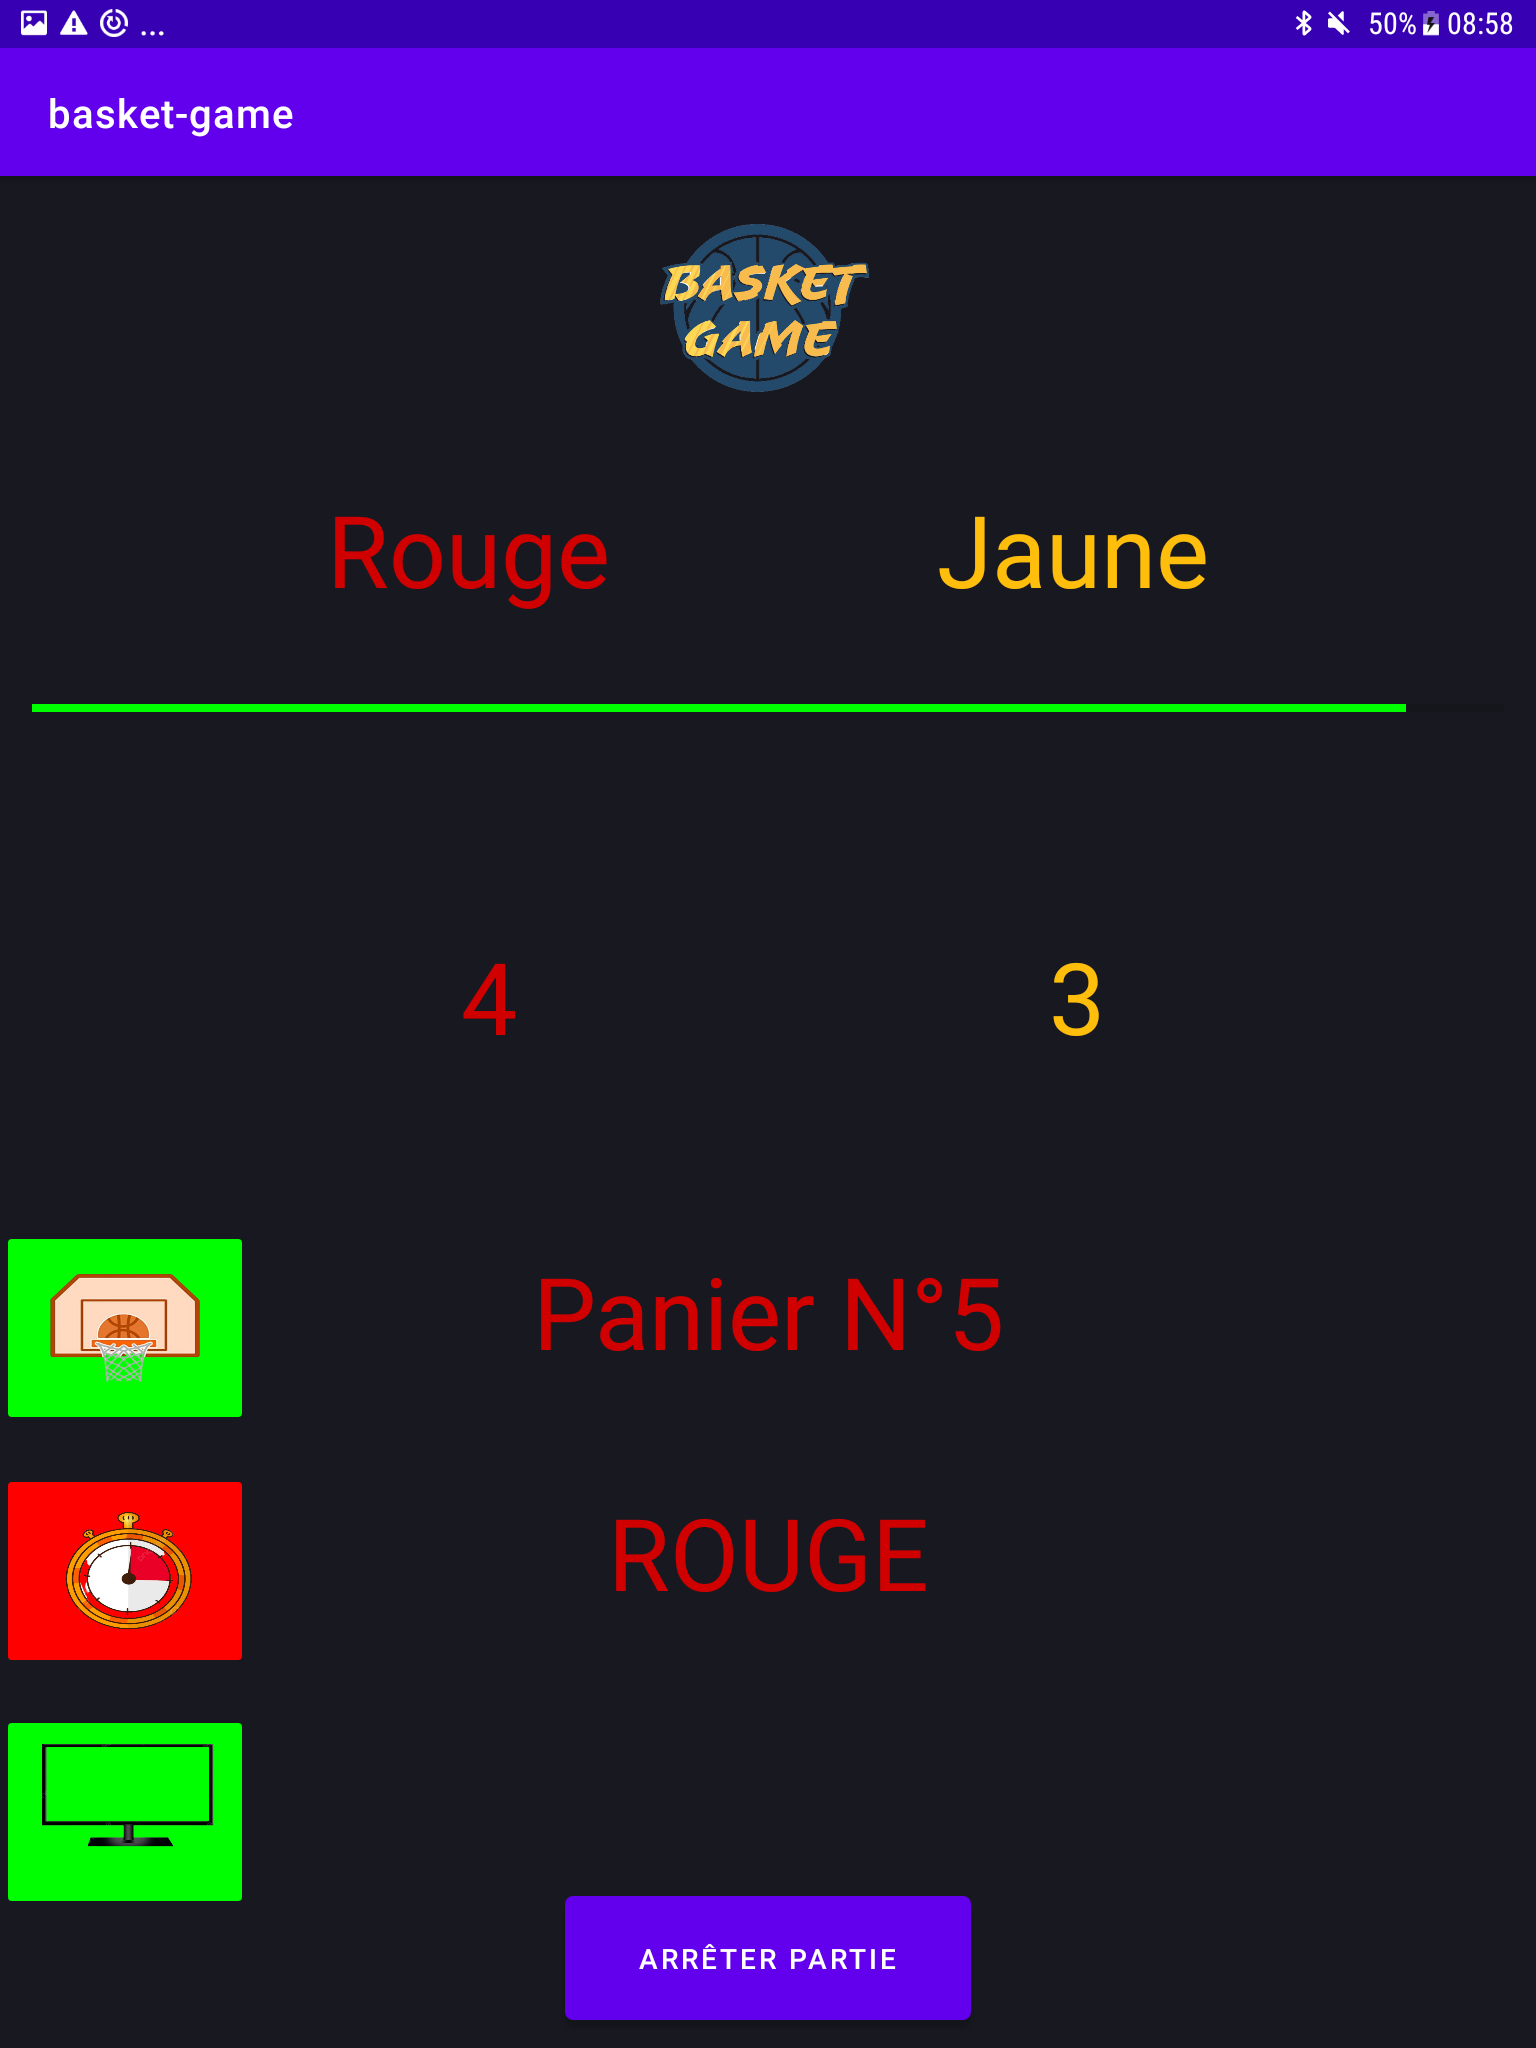 ... 50% 08:58
basket-game
BASKET
GAME
Rouge Jaune
4 3
Panier N°5
ROUGE
ARRÊTER PARTIE